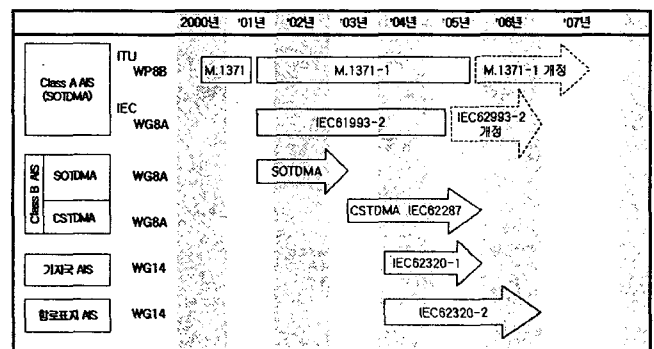 2000년 '01년 '02년 '03년 '04년 '05년 '06년 '07년
Class A AIS
(SOTDMA)
ITU
WP8B
M.1371
M.1371-1
M.1371-1 개정
IEC
WG8A
IEC61993-2
IEC62993-2
개정
Class B AIS
SOTDMA
WG8A
SOTDMA
CSTDMA
WG8A
CSTDMA IEC62287
기지국 AIS
WG14
IEC62320-1
항로표지 AIS
WG14
IEC62320-2